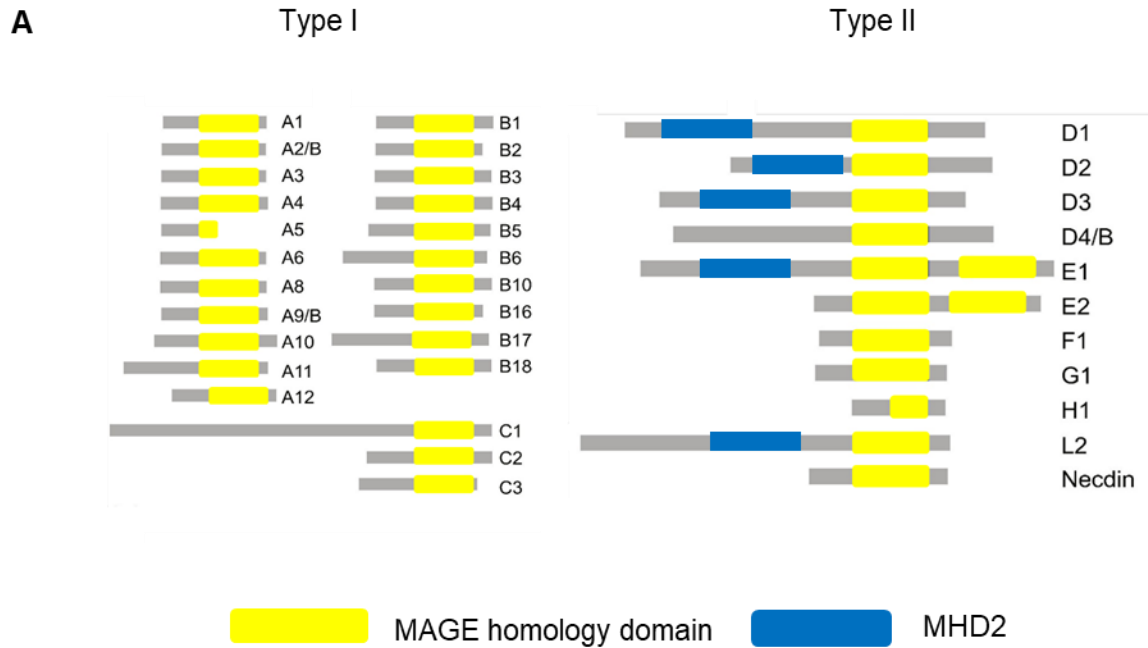 A
Type I
Type II
A1
A2/B
A3
A4
A5
A6
A8
A9/B
A10
A11
A12
B1
B2
B3
B4
B5
B6
B10
B16
B17
B18
C1
C2
C3
D1
D2
D3
D4/B
E1
E2
F1
G1
H1
L2
Necdin
MAGE homology domain
MHD2